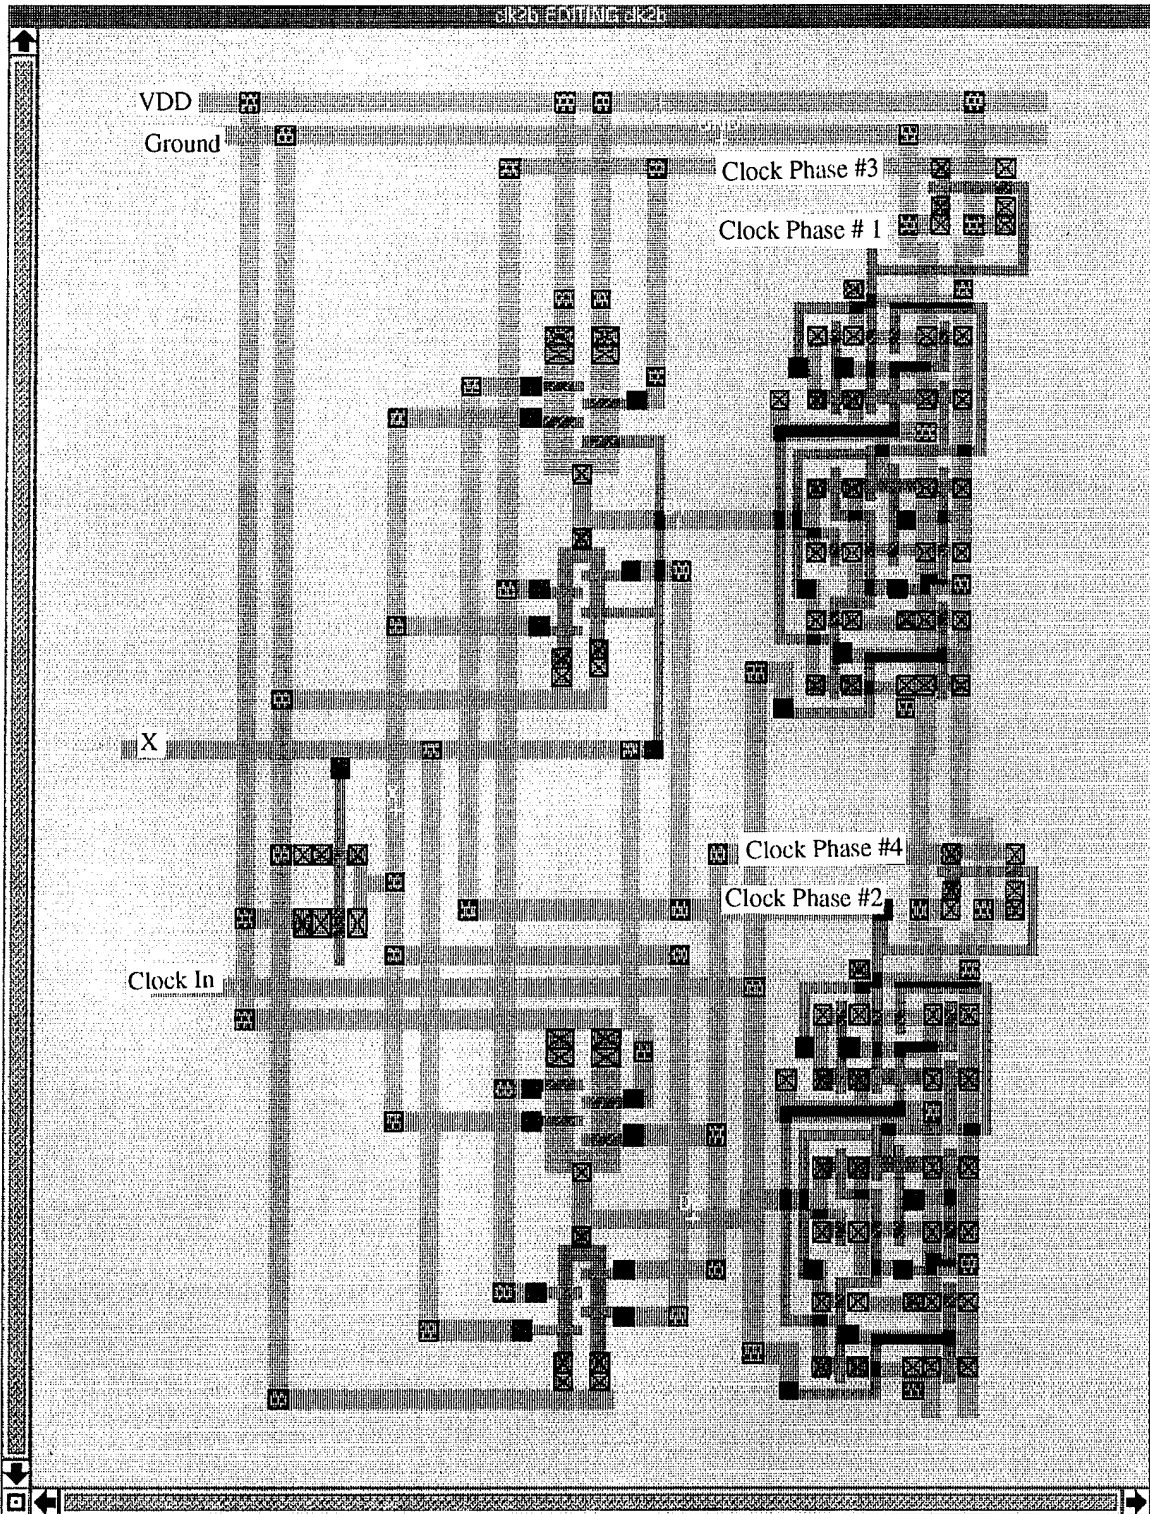 clk2b EDITING clk2b
VDD
Ground
Clock Phase #3
Clock Phase # 1
X
Clock Phase #4
Clock Phase #2
Clock In